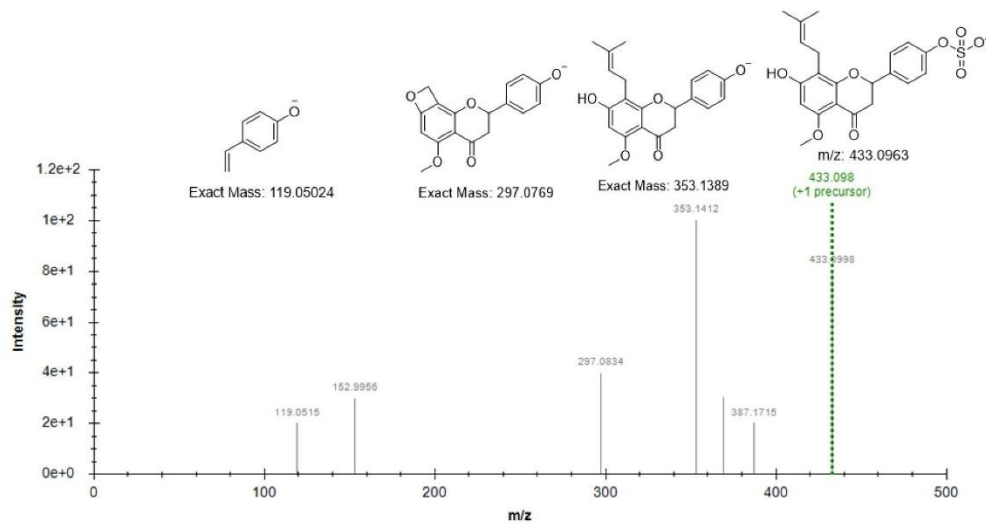 O⁻
O
O
O⁻
O
O
HO
O
O⁻
O
O
HO
O
O
O
O
S
O⁻
O
O
Exact Mass: 119.05024
Exact Mass: 297.0769
Exact Mass: 353.1389
m/z: 433.0963
433.098
(+1 precursor)
353.1412
297.0834
152.9956
119.0515
387.1715
1.2e+2
1e+2
8e+1
6e+1
4e+1
2e+1
0e+0
Intensity
0
100
200
300
400
500
m/z